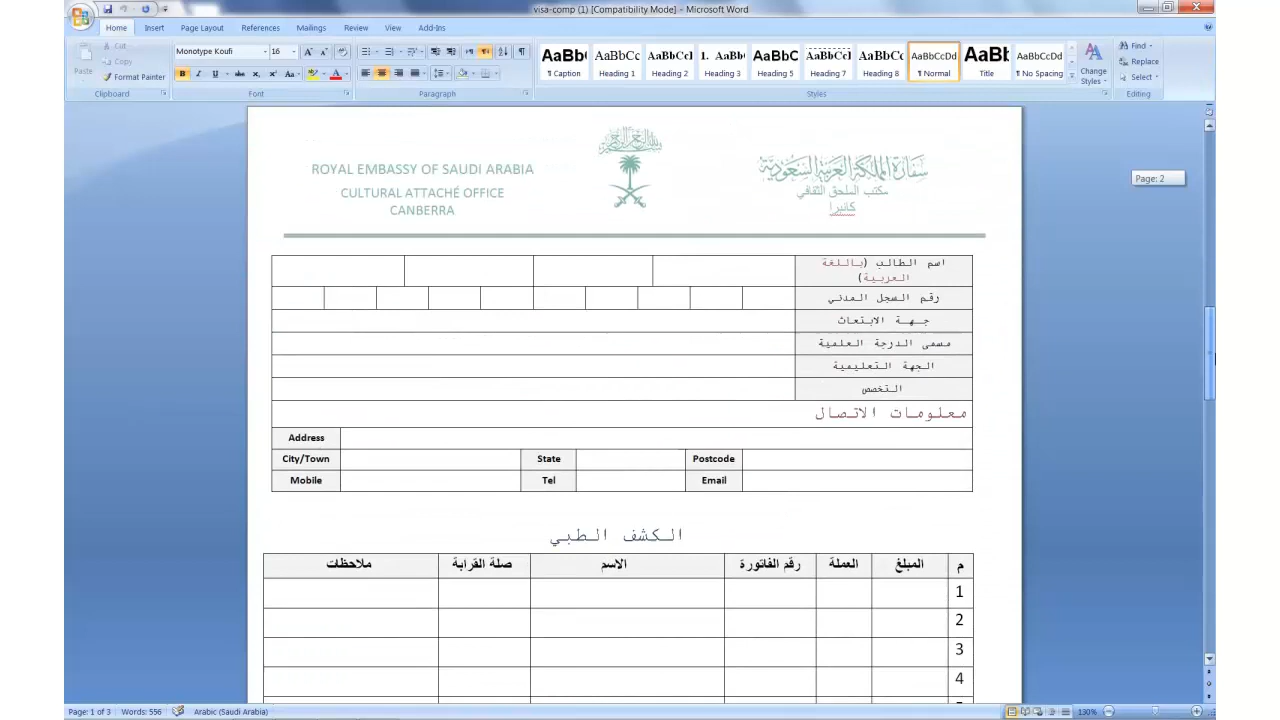 visa-comp (1) [Compatibility Mode] - Microsoft Word
Home Insert Page Layout References Mailings Review View Add-Ins
Paste
Cut
Copy
Format Painter
Clipboard
Monotype Koufi 16
Font
Paragraph
AaBb( AaBbCc AaBbCcl 1. AaBb( AaBbC AaBbCcl AaBbCc AaBbCcDd AaBb AaBbCcDd
¶ Caption Heading 1 Heading 2 Heading 3 Heading 5 Heading 7 Heading 8 ¶ Normal Title ¶ No Spacing
Styles
Change Styles
Find
Replace
Select
Editing
ROYAL EMBASSY OF SAUDI ARABIA
CULTURAL ATTACHÉ OFFICE
CANBERRA
سفارة المملكة العربية السعودية
مكتب الملحق الثقافي
كانبرا
Page: 2
اسم الطالب (باللغة
العربية)
رقم السجل المدني
جهة الابتعاث
مسمى الدرجة العلمية
الجهة التعليمية
التخصص
معلومات الاتصال
Address
City/Town State Postcode
Mobile Tel Email
الكشف الطبي
م المبلغ العملة رقم الفاتورة الاسم صلة القرابة ملاحظات
1
2
3
4
Page: 1 of 3 Words: 556 Arabic (Saudi Arabia) 130%